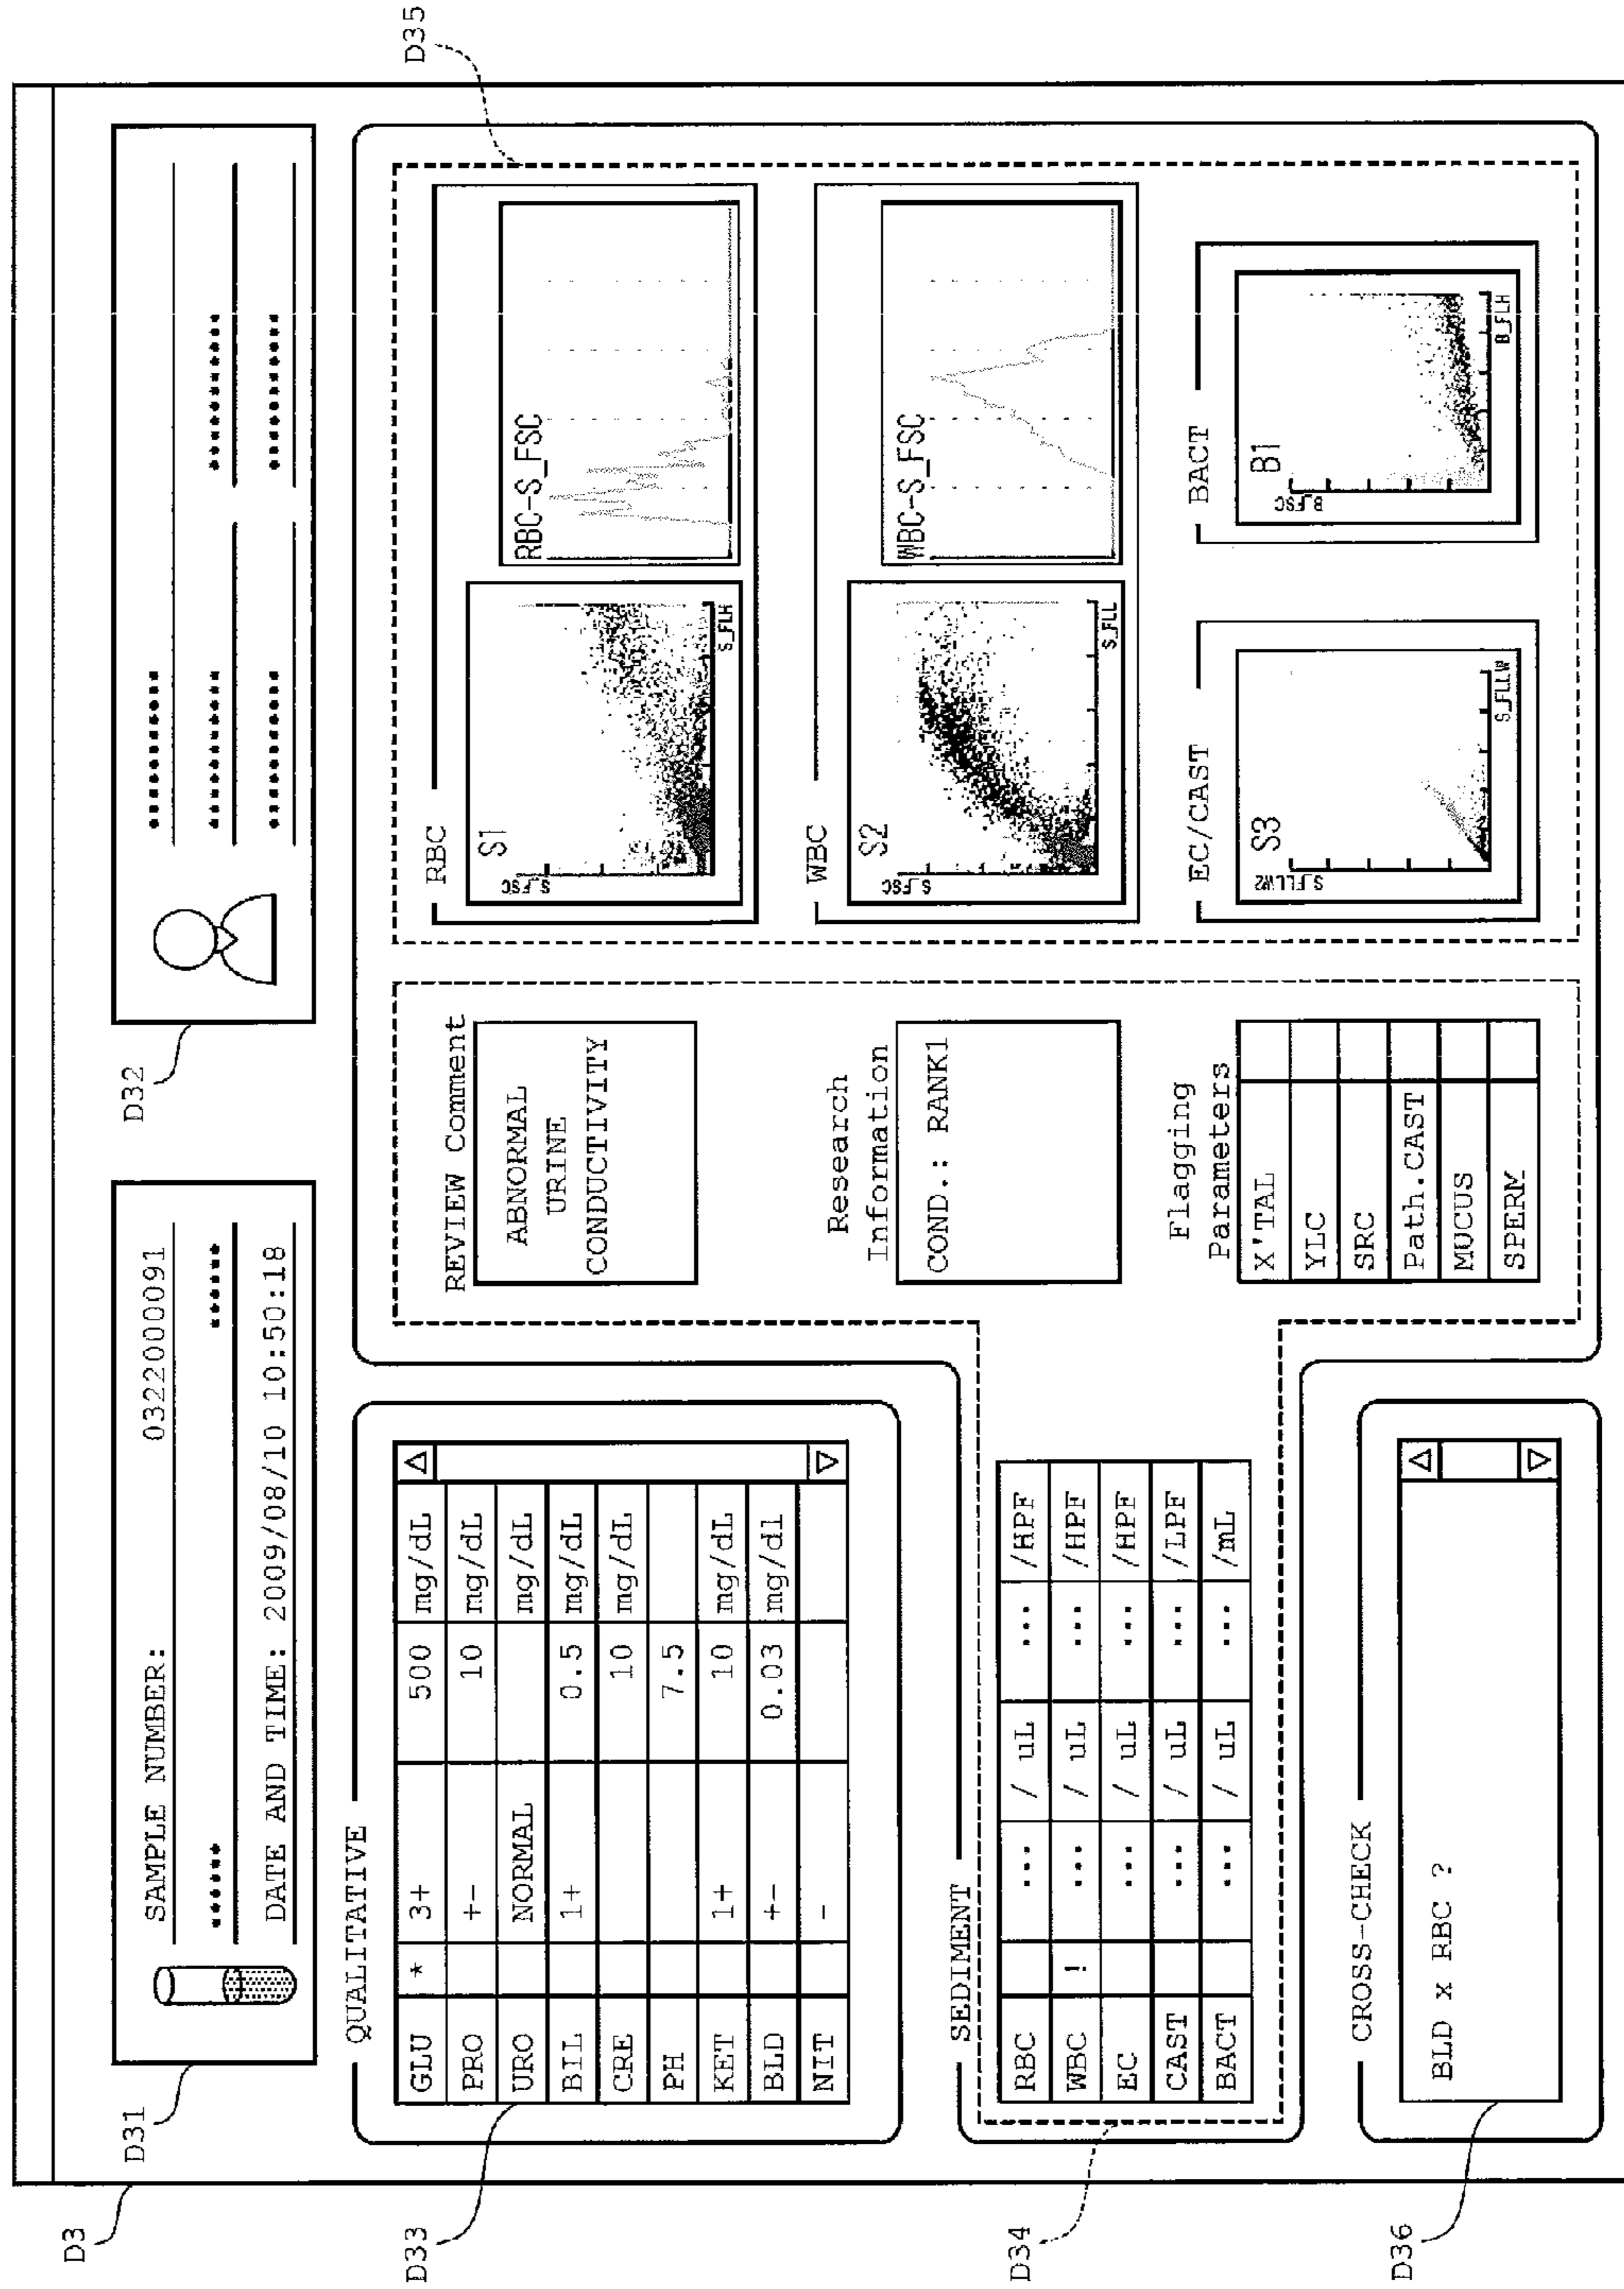 D3
D31
SAMPLE NUMBER: 0322000091
•••••• ••••••
DATE AND TIME: 2009/08/10 10:50:18
D32
•••••••••••
••••••••••• •••••••••••
••••••••••• •••••••••••
D33
QUALITATIVE
GLU * 3+ 500 mg/dL
PRO +- 10 mg/dL
URO NORMAL mg/dL
BIL 1+ 0.5 mg/dL
CRE 10 mg/dL
PH 7.5
KET 1+ 10 mg/dL
BLD +- 0.03 mg/dl
NIT -
D34
SEDIMENT
RBC ... / uL ... /HPF
WBC ! ... / uL ... /HPF
EC ... / uL ... /HPF
CAST ... / uL ... /LPF
BACT ... / uL ... /mL
REVIEW Comment
ABNORMAL
URINE
CONDUCTIVITY
Research
Information
COND.: RANK1
Flagging
Parameters
X'TAL
YLC
SRC
Path.CAST
MUCUS
SPERM
D35
RBC
S1
S_FSC
S_FLH
RBC-S_FSC
WBC
S2
S_FSC
S_FLL
WBC-S_FSC
EC/CAST
S3
S_FLLW2
S_FLLW
BACT
B1
B_FSC
B_FLH
D36
CROSS-CHECK
BLD x RBC ?